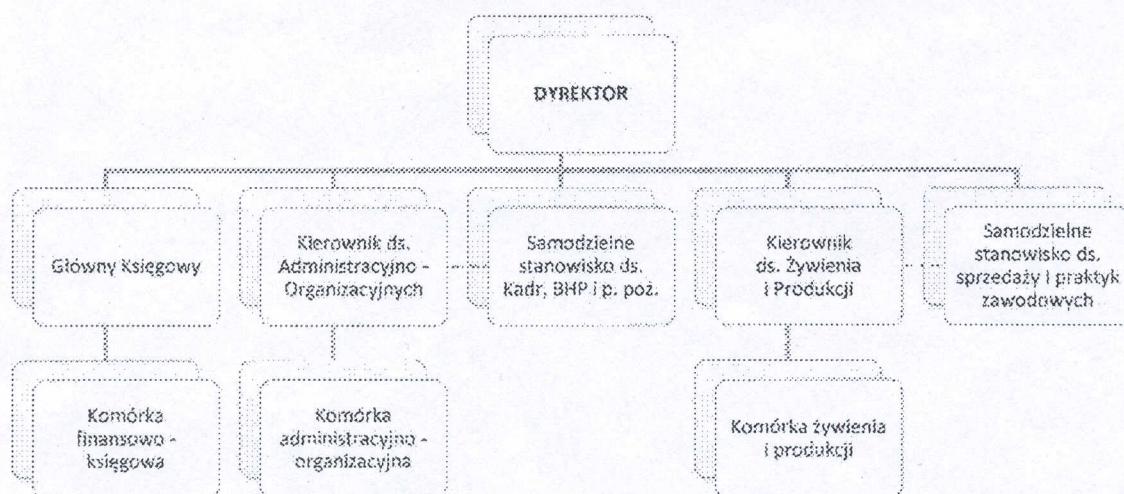 DYREKTOR
Główny Księgowy
Kierownik ds.
Administracyjno -
Organizacyjnych
Samodzielne
stanowisko ds.
Kadr, BHP i p. poż.
Kierownik
ds. Żywienia
i Produkcji
Samodzielne
stanowisko ds.
sprzedaży i praktyk
zawodowych
Komórka
finansowo -
księgowa
Komórka
administracyjno -
organizacyjna
Komórka żywienia
i produkcji